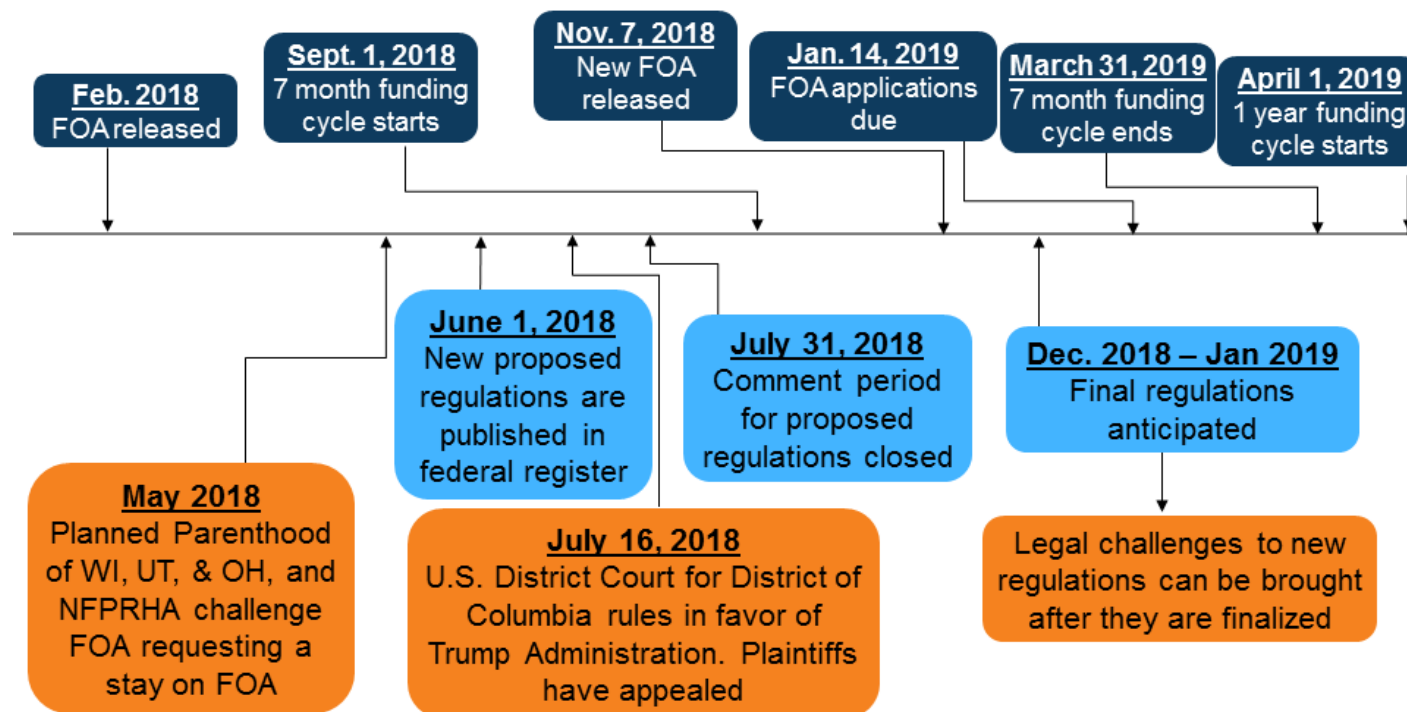 Feb. 2018
FOA released
Sept. 1, 2018
7 month funding
cycle starts
Nov. 7, 2018
New FOA
released
Jan. 14, 2019
FOA applications
due
March 31, 2019
7 month funding
cycle ends
April 1, 2019
1 year funding
cycle starts
May 2018
Planned Parenthood
of WI, UT, & OH, and
NFPRHA challenge
FOA requesting a
stay on FOA
June 1, 2018
New proposed
regulations are
published in
federal register
July 16, 2018
U.S. District Court for District of
Columbia rules in favor of
Trump Administration. Plaintiffs
have appealed
July 31, 2018
Comment period
for proposed
regulations closed
Dec. 2018 – Jan 2019
Final regulations
anticipated
Legal challenges to new
regulations can be brought
after they are finalized